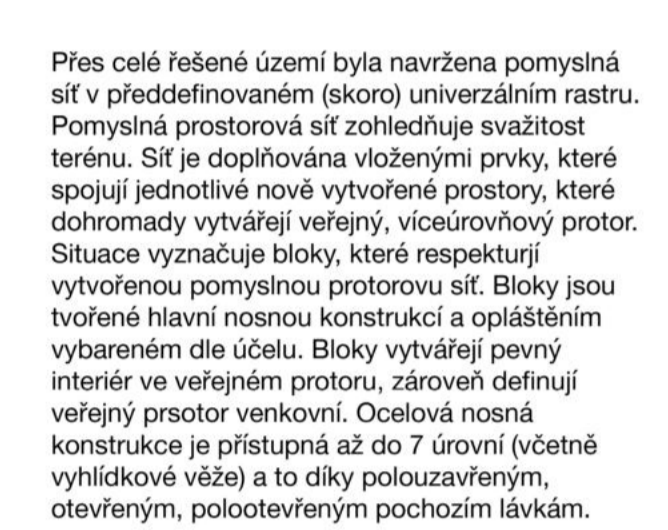 Přes celé řešené území byla navržena pomyslná
síť v předdefinovaném (skoro) univerzálním rastru.
Pomyslná prostorová síť zohledňuje svažitost
terénu. Síť je doplňována vloženými prvky, které
spojují jednotlivé nově vytvořené prostory, které
dohromady vytvářejí veřejný, víceúrovňový protor.
Situace vyznačuje bloky, které respekturjí
vytvořenou pomyslnou protorovu síť. Bloky jsou
tvořené hlavní nosnou konstrukcí a opláštěním
vybareném dle účelu. Bloky vytvářejí pevný
interiér ve veřejném protoru, zároveň definují
veřejný prsotor venkovní. Ocelová nosná
konstrukce je přístupná až do 7 úrovní (včetně
vyhlídkové věže) a to díky polouzavřeným,
otevřeným, polootevřeným pochozím lávkám.